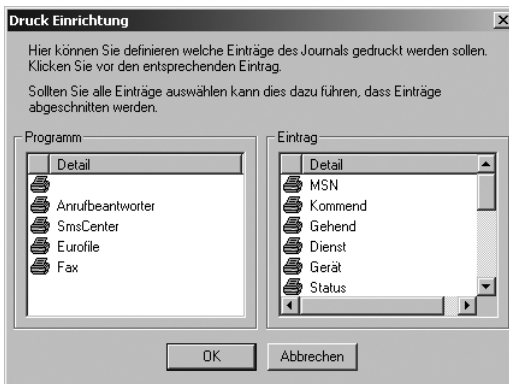 Druck Einrichtung
Hier können Sie definieren welche Einträge des Journals gedruckt werden sollen.
Klicken Sie vor den entsprechenden Eintrag.
Sollten Sie alle Einträge auswählen kann dies dazu führen, dass Einträge
abgeschnitten werden.
Programm
Detail
Anrufbeantworter
SmsCenter
Eurofile
Fax
Eintrag
Detail
MSN
Kommend
Gehend
Dienst
Gerät
Status
OK
Abbrechen